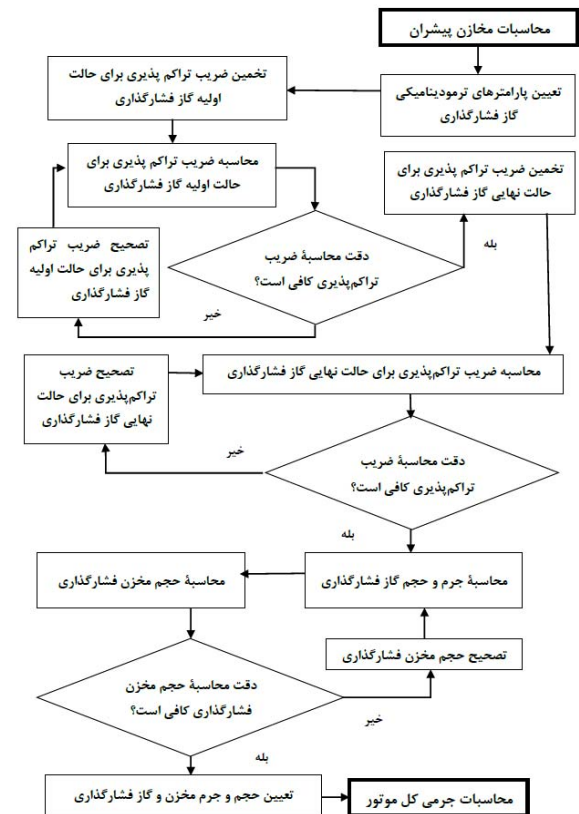 محاسبات مخازن پیشران
تعیین پارامترهای ترمودینامیکی
گاز فشارگذاری
تخمین ضریب تراکم پذیری برای حالت
اولیه گاز فشارگذاری
محاسبه ضریب تراکم پذیری برای
حالت اولیه گاز فشارگذاری
دقت محاسبۀ ضریب
تراکم‌پذیری کافی است؟
خیر
تصحیح ضریب تراکم
پذیری برای حالت اولیه
گاز فشارگذاری
بله
تخمین ضریب تراکم پذیری برای
حالت نهایی گاز فشارگذاری
محاسبه ضریب تراکم‌پذیری برای حالت نهایی گاز فشارگذاری
دقت محاسبۀ ضریب
تراکم‌پذیری کافی است؟
خیر
تصحیح ضریب
تراکم‌پذیری برای حالت
نهایی گاز فشارگذاری
بله
محاسبۀ جرم و حجم گاز فشارگذاری
محاسبۀ حجم مخزن فشارگذاری
دقت محاسبۀ حجم مخزن
فشارگذاری کافی است؟
خیر
تصحیح حجم مخزن فشارگذاری
بله
تعیین حجم و جرم مخزن و گاز فشارگذاری
محاسبات جرمی کل موتور